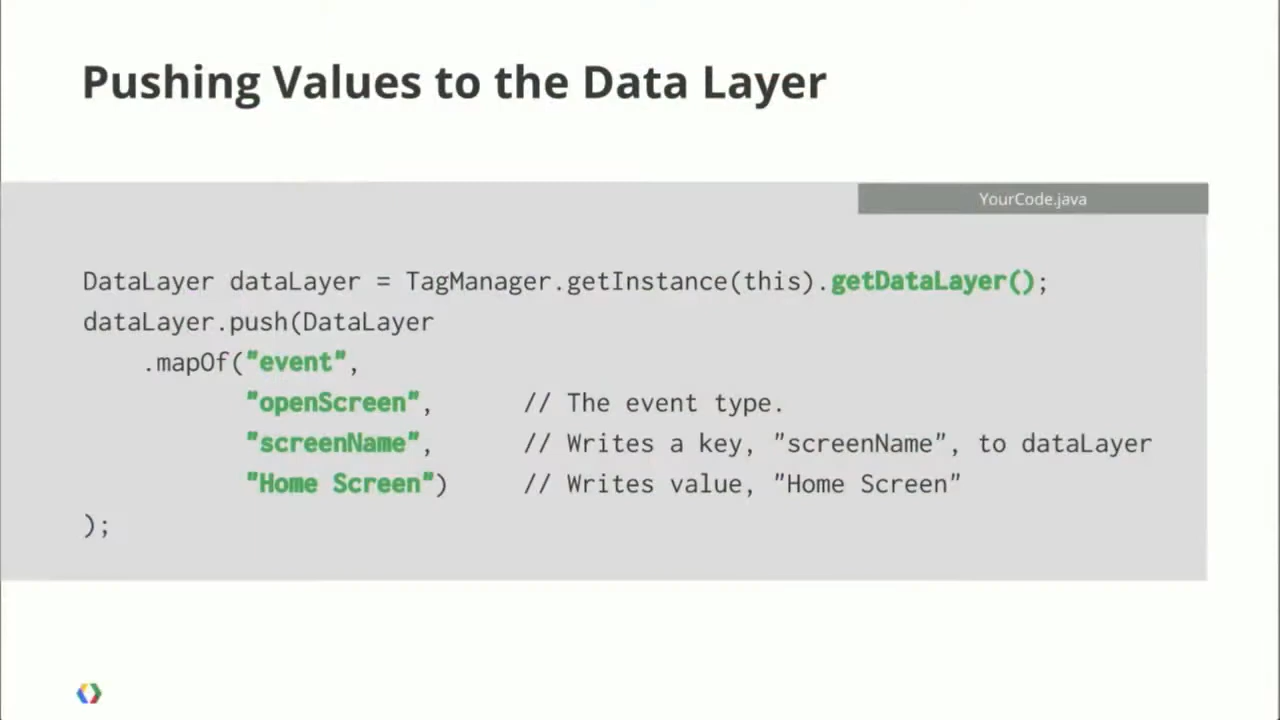 Pushing Values to the Data Layer
YourCode.java
DataLayer dataLayer = TagManager.getInstance(this).getDataLayer();
dataLayer.push(DataLayer
.mapOf("event",
"openScreen", // The event type.
"screenName", // Writes a key, "screenName", to dataLayer
"Home Screen") // Writes value, "Home Screen"
);